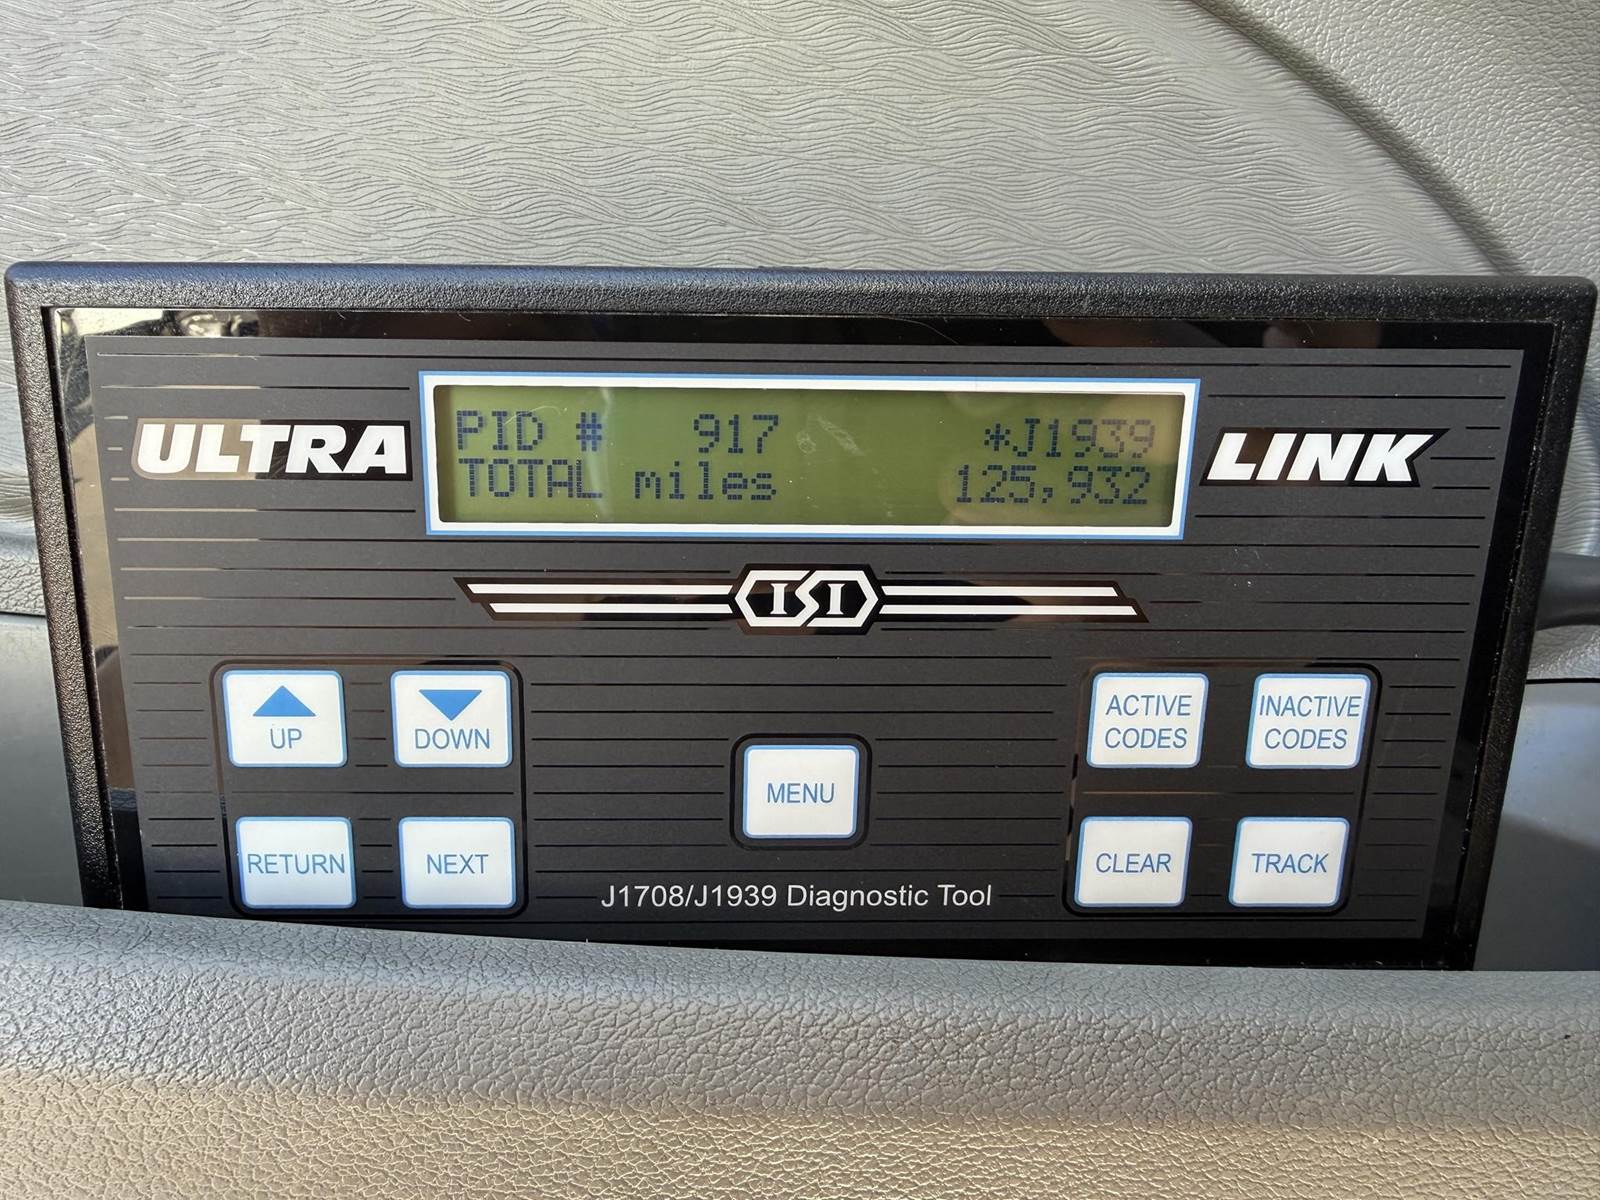 PID # 917 *J1939
TOTAL miles 125,932
ULTRA LINK
ISI
UP DOWN
RETURN NEXT
MENU
ACTIVE CODES
INACTIVE CODES
CLEAR TRACK
J1708/J1939 Diagnostic Tool